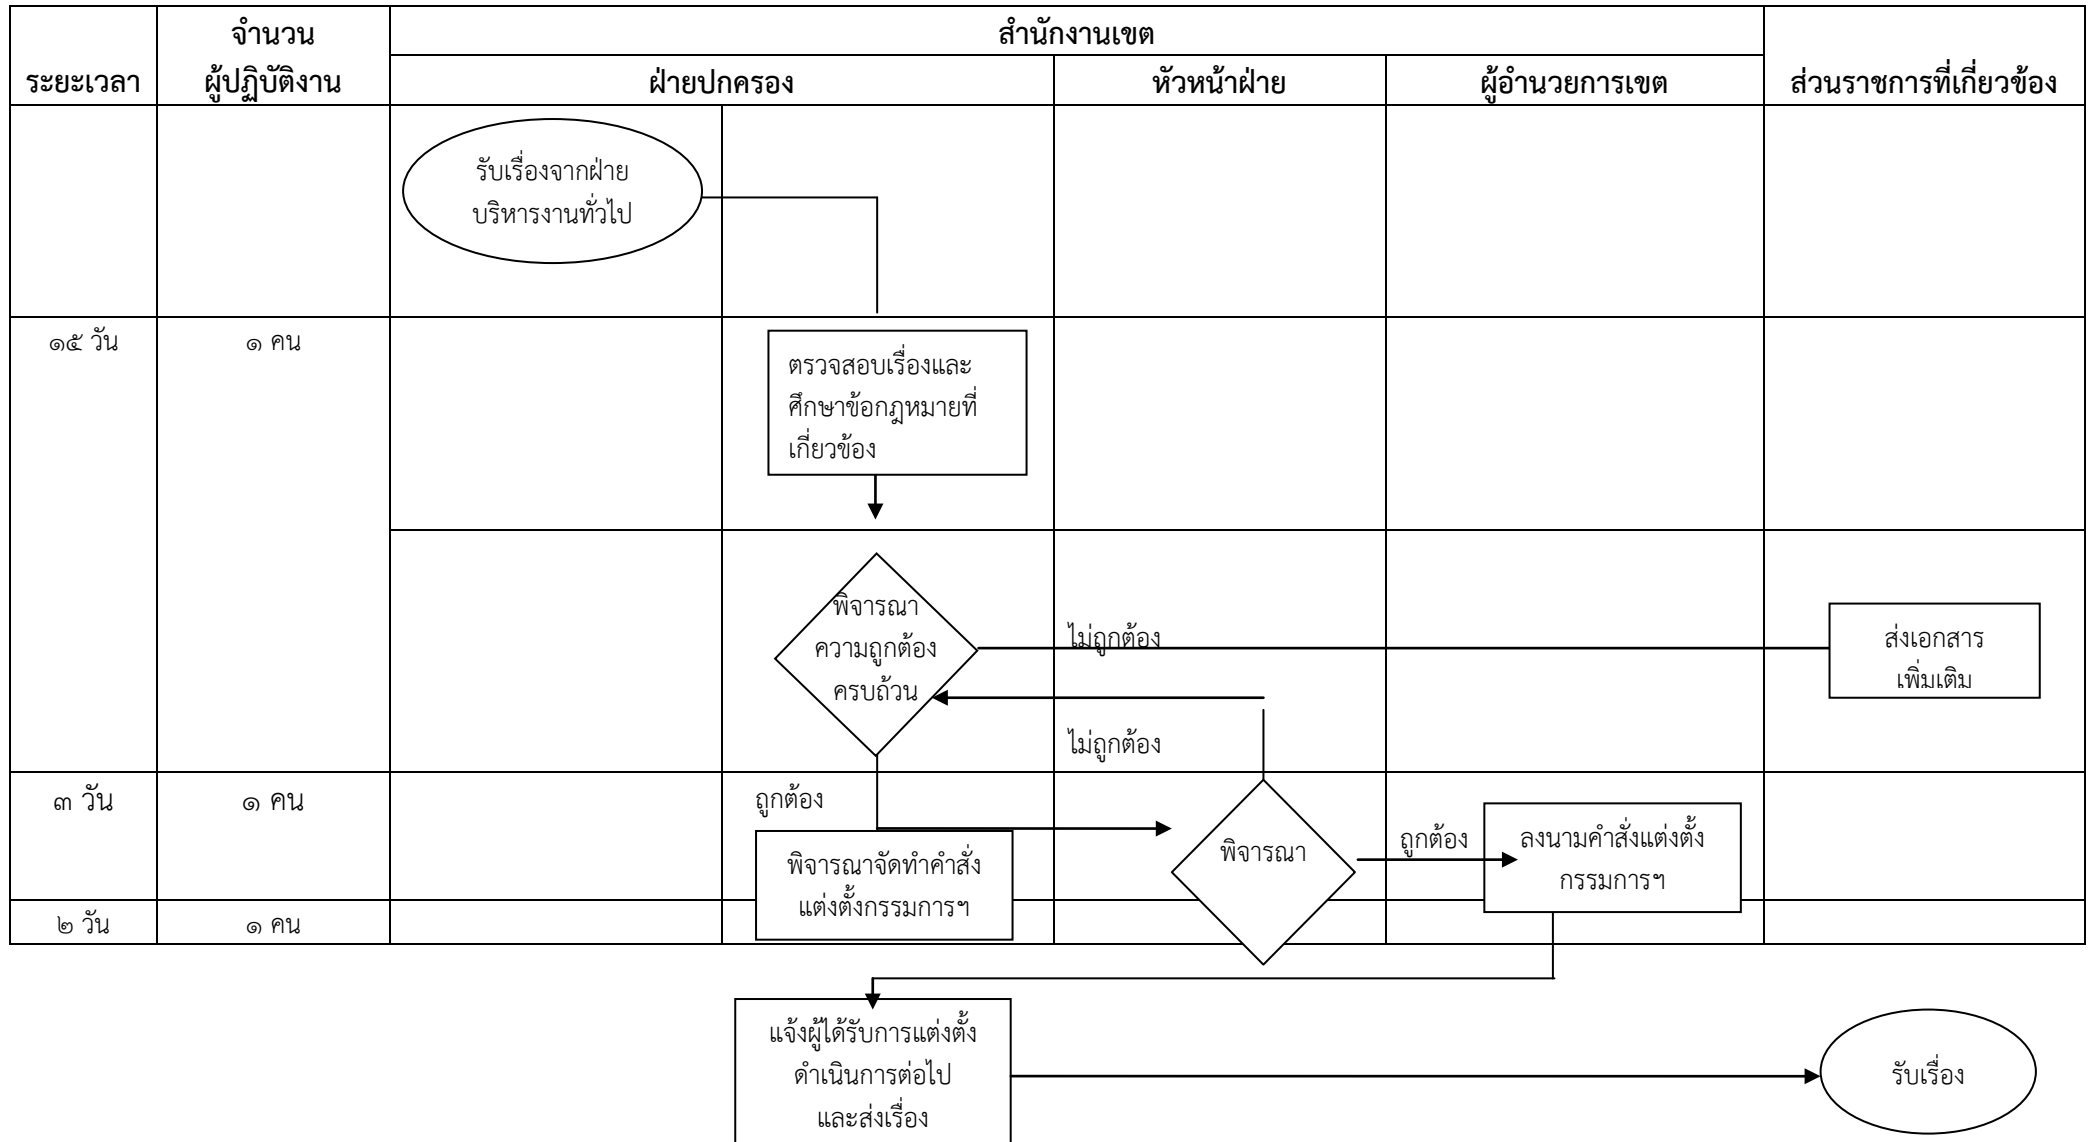 ระยะเวลา
จำนวน
ผู้ปฏิบัติงาน
สำนักงานเขต
ฝ่ายปกครอง
หัวหน้าฝ่าย
ผู้อำนวยการเขต
ส่วนราชการที่เกี่ยวข้อง
รับเรื่องจากฝ่าย
บริหารงานทั่วไป
๑๕ วัน
๑ คน
ตรวจสอบเรื่องและ
ศึกษาข้อกฎหมายที่
เกี่ยวข้อง
พิจารณา
ความถูกต้อง
ครบถ้วน
ไม่ถูกต้อง
ส่งเอกสาร
เพิ่มเติม
ไม่ถูกต้อง
๓ วัน
๑ คน
ถูกต้อง
พิจารณาจัดทำคำสั่ง
แต่งตั้งกรรมการฯ
พิจารณา
ถูกต้อง
ลงนามคำสั่งแต่งตั้ง
กรรมการฯ
๒ วัน
๑ คน
แจ้งผู้ได้รับการแต่งตั้ง
ดำเนินการต่อไป
และส่งเรื่อง
รับเรื่อง